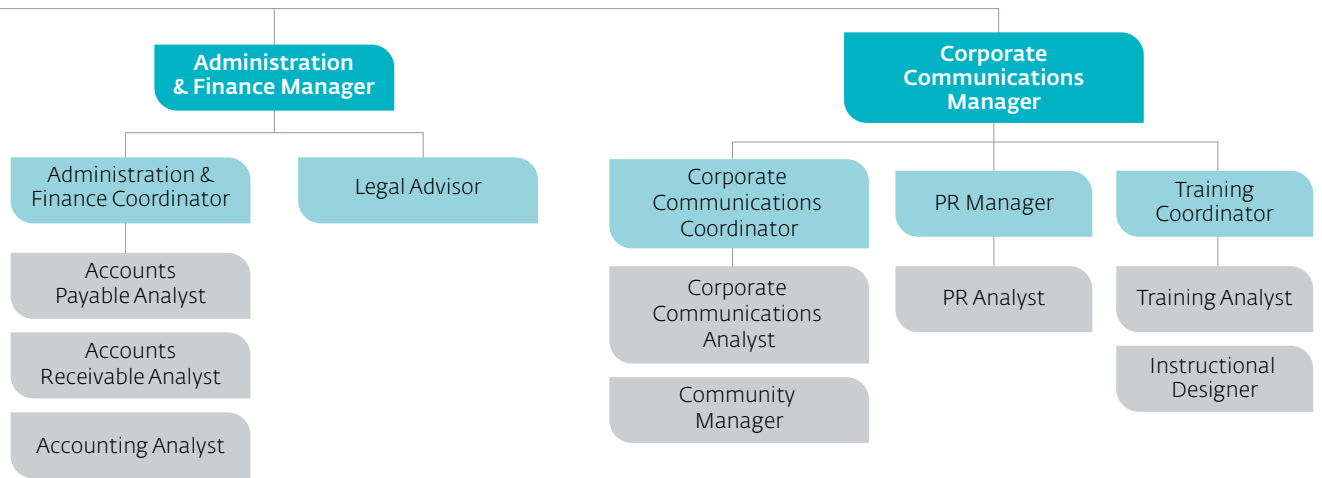 Administration
& Finance Manager
Corporate
Communications
Manager
Administration &
Finance Coordinator
Legal Advisor
Corporate
Communications
Coordinator
PR Manager
Training
Coordinator
Accounts
Payable Analyst
Accounts
Receivable Analyst
Accounting Analyst
Corporate
Communications
Analyst
Community
Manager
PR Analyst
Training Analyst
Instructional
Designer